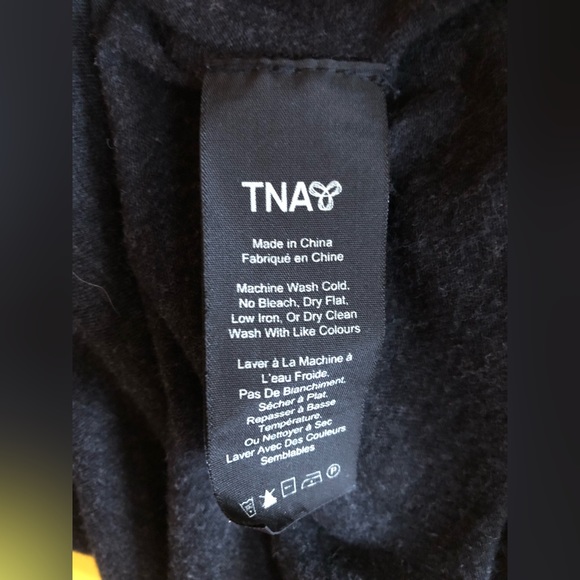 TNA
Made in China
Fabriqué en Chine
Machine Wash Cold.
No Bleach, Dry Flat,
Low Iron, Or Dry Clean
Wash With Like Colours
Laver à La Machine à
L'eau Froide.
Pas De Blanchiment.
Sécher à Plat.
Repasser à Basse
Température.
Ou Nettoyer à Sec
Laver Avec Des Couleurs
Semblables
P